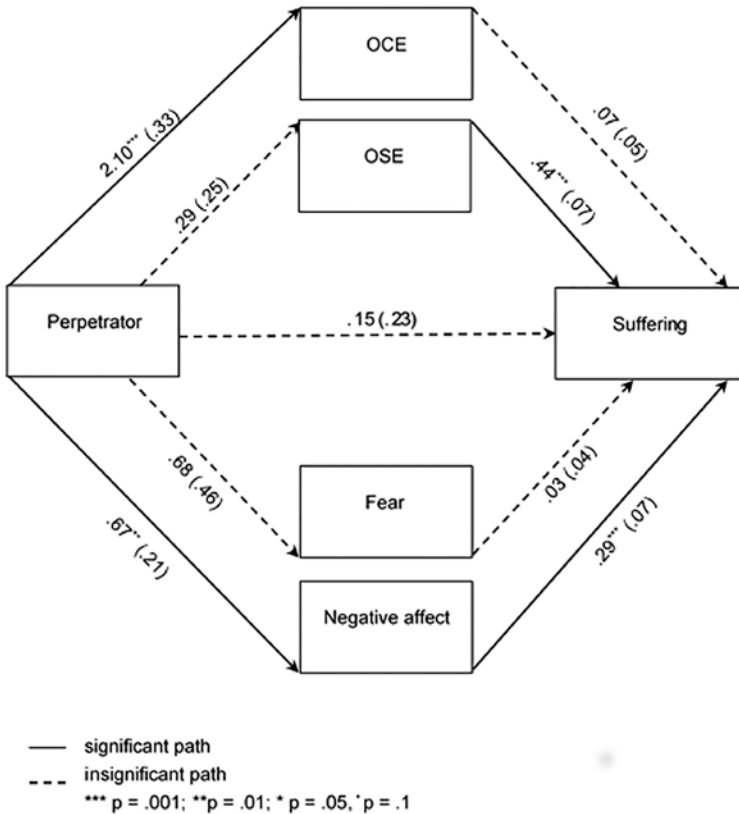 OCE
2.10*** (.33)
.07 (.05)
OSE
.29 (.25)
.44*** (.07)
Perpetrator
.15 (.23)
Suffering
.68 (.46)
Fear
.03 (.04)
.67** (.21)
Negative affect
.29*** (.07)
significant path
insignificant path
*** p = .001; **p = .01; * p = .05, ˙p = .1